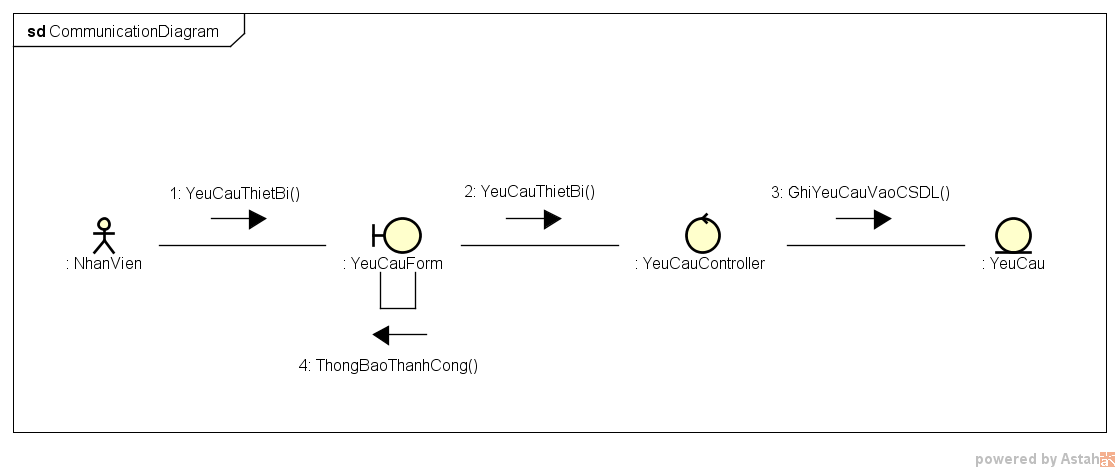 sd CommunicationDiagram
1: YeuCauThietBi()
2: YeuCauThietBi()
3: GhiYeuCauVaoCSDL()
: NhanVien
: YeuCauForm
: YeuCauController
: YeuCau
4: ThongBaoThanhCong()
powered by Astah